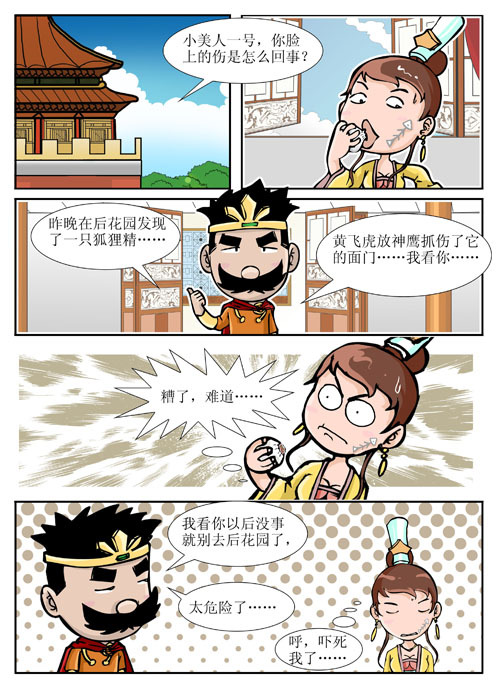 小美人一号，你脸
上的伤是怎么回事？
昨晚在后花园发现
了一只狐狸精……
黄飞虎放神鹰抓伤了它
的面门……我看你……
糟了，难道……
我看你以后没事
就别去后花园了，
太危险了……
呼，吓死
我了……